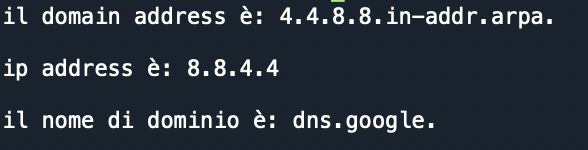 il domain address è: 4.4.8.8.in-addr.arpa.
ip address è: 8.8.4.4
il nome di dominio è: dns.google.